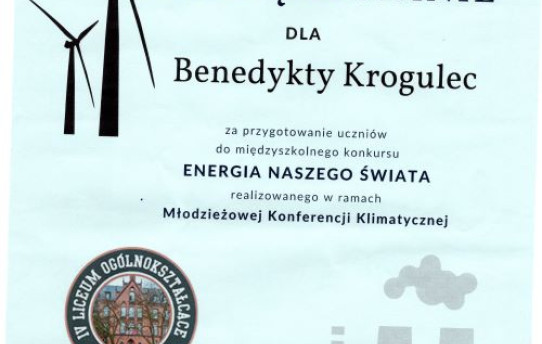 DLA
Benedykty Krogulec
za przygotowanie uczniów
do międzyszkolnego konkursu
ENERGIA NASZEGO ŚWIATA
realizowanego w ramach
Młodzieżowej Konferencji Klimatycznej
IV LICEUM OGÓLNOKSZTAŁCĄCE